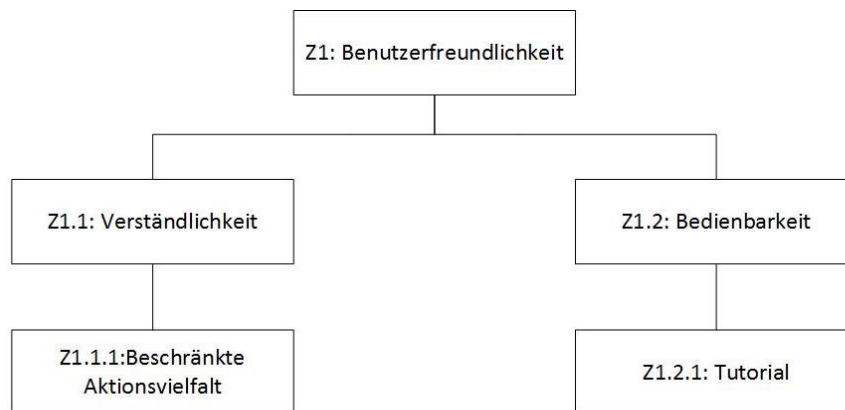 Z1: Benutzerfreundlichkeit
Z1.1: Verständlichkeit
Z1.2: Bedienbarkeit
Z1.1.1:Beschränkte
Aktionsvielfalt
Z1.2.1: Tutorial